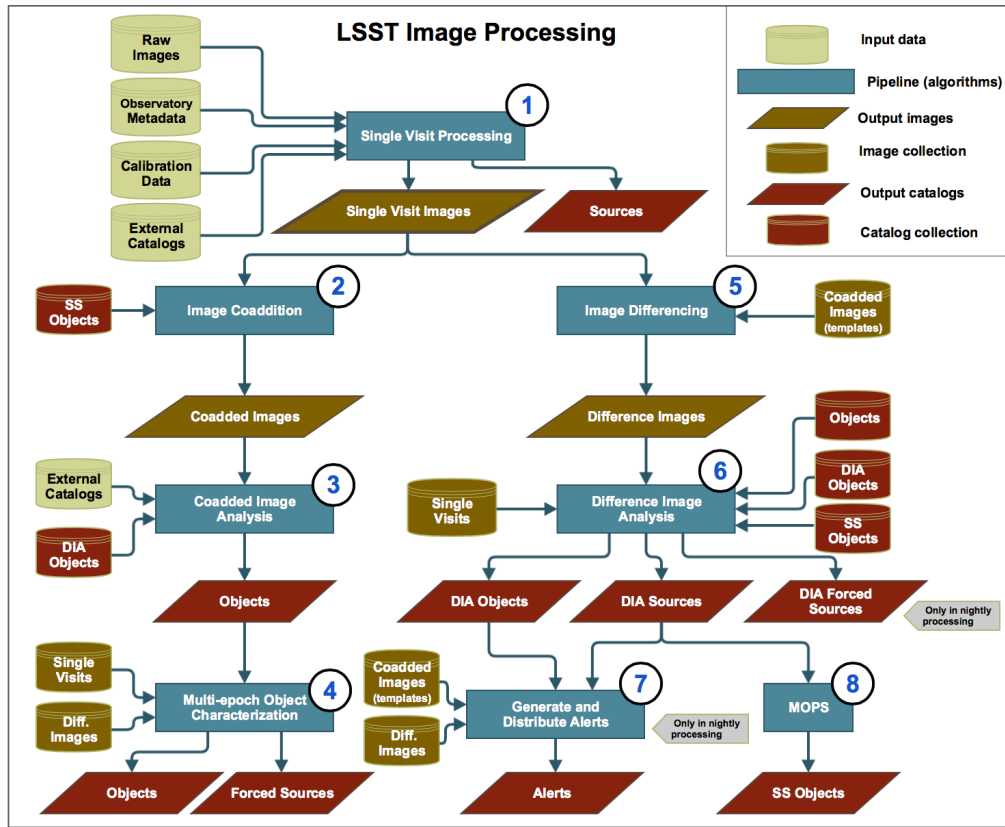 LSST Image Processing
Raw
Images
Observatory
Metadata
Calibration
Data
External
Catalogs
1
Single Visit Processing
Single Visit Images
Sources
Input data
Pipeline (algorithms)
Output images
Image collection
Output catalogs
Catalog collection
SS
Objects
2
Image Coaddition
5
Image Differencing
Coadded
Images
(templates)
Coadded Images
Difference Images
External
Catalogs
DIA
Objects
3
Coadded Image
Analysis
Single
Visits
6
Difference Image
Analysis
Objects
DIA
Objects
SS
Objects
Objects
DIA Objects
DIA Sources
DIA Forced
Sources
Only in nightly
processing
Single
Visits
Diff.
Images
4
Multi-epoch Object
Characterization
Coadded
Images
(templates)
Diff.
Images
7
Generate and
Distribute Alerts
Only in nightly
processing
8
MOPS
Objects
Forced Sources
Alerts
SS Objects